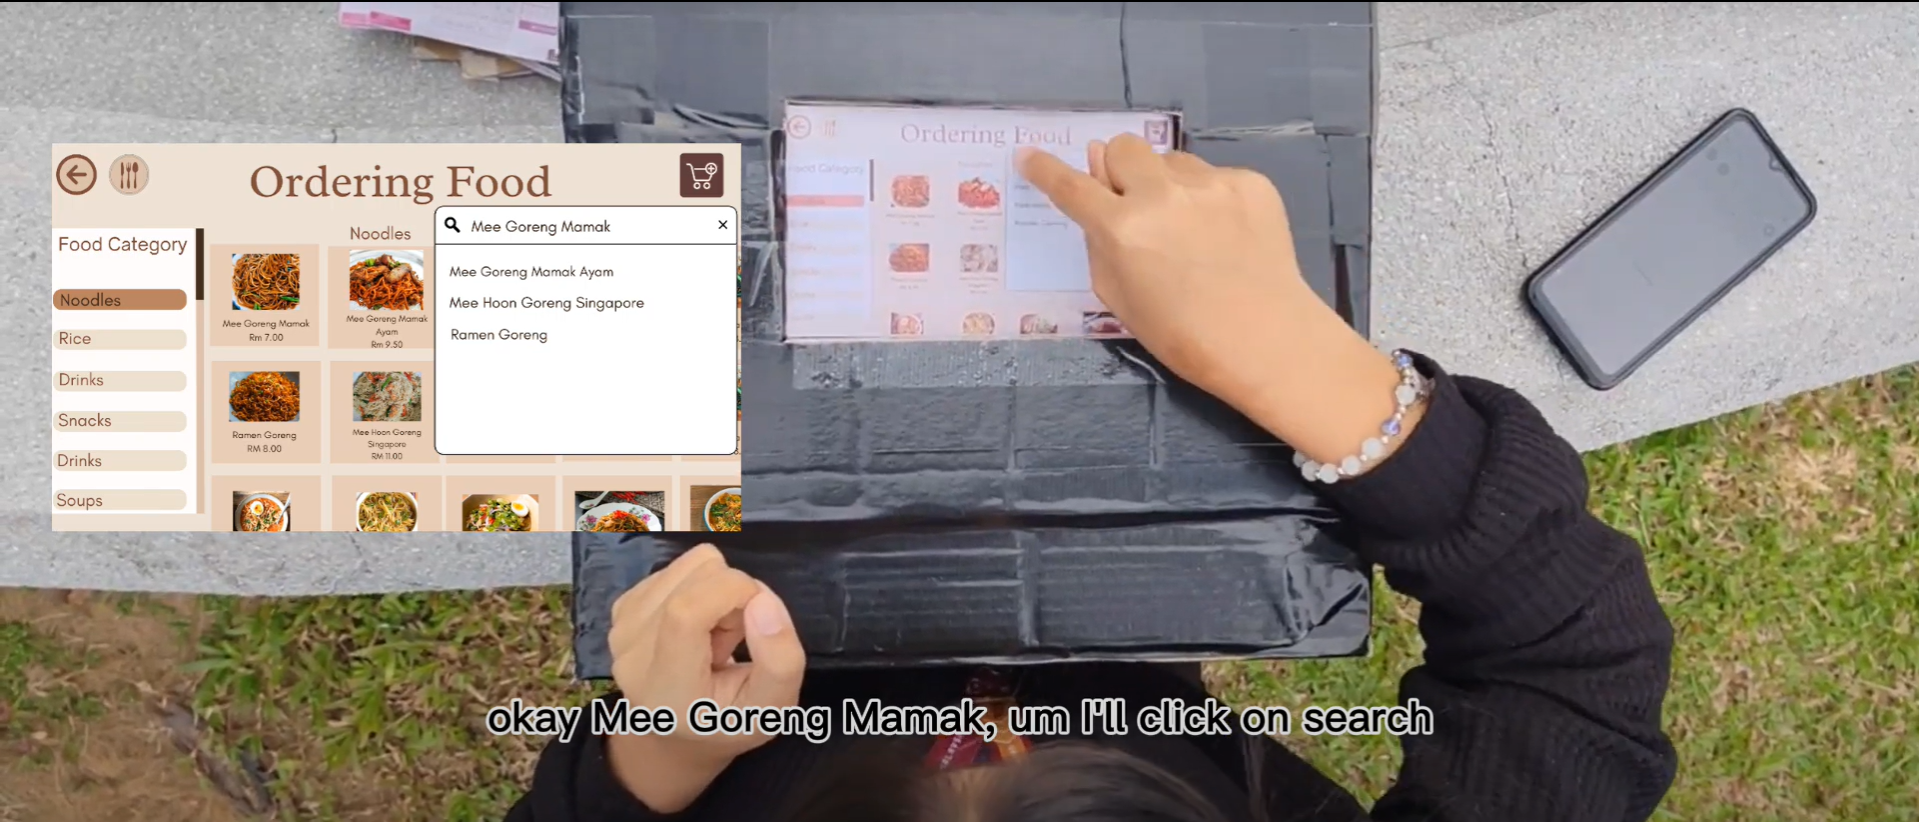 Ordering Food
Food Category
Noodles
Rice
Drinks
Snacks
Drinks
Soups
Noodles
Mee Goreng Mamak
Rm 7.00
Mee Goreng Mamak
Ayam
Rm 9.50
Ramen Goreng
RM 8.00
Mee Hoon Goreng
Singapore
RM 11.00
Mee Goreng Mamak
Mee Goreng Mamak Ayam
Mee Hoon Goreng Singapore
Ramen Goreng
Ordering Food
Food Category
okay Mee Goreng Mamak, um I'll click on search